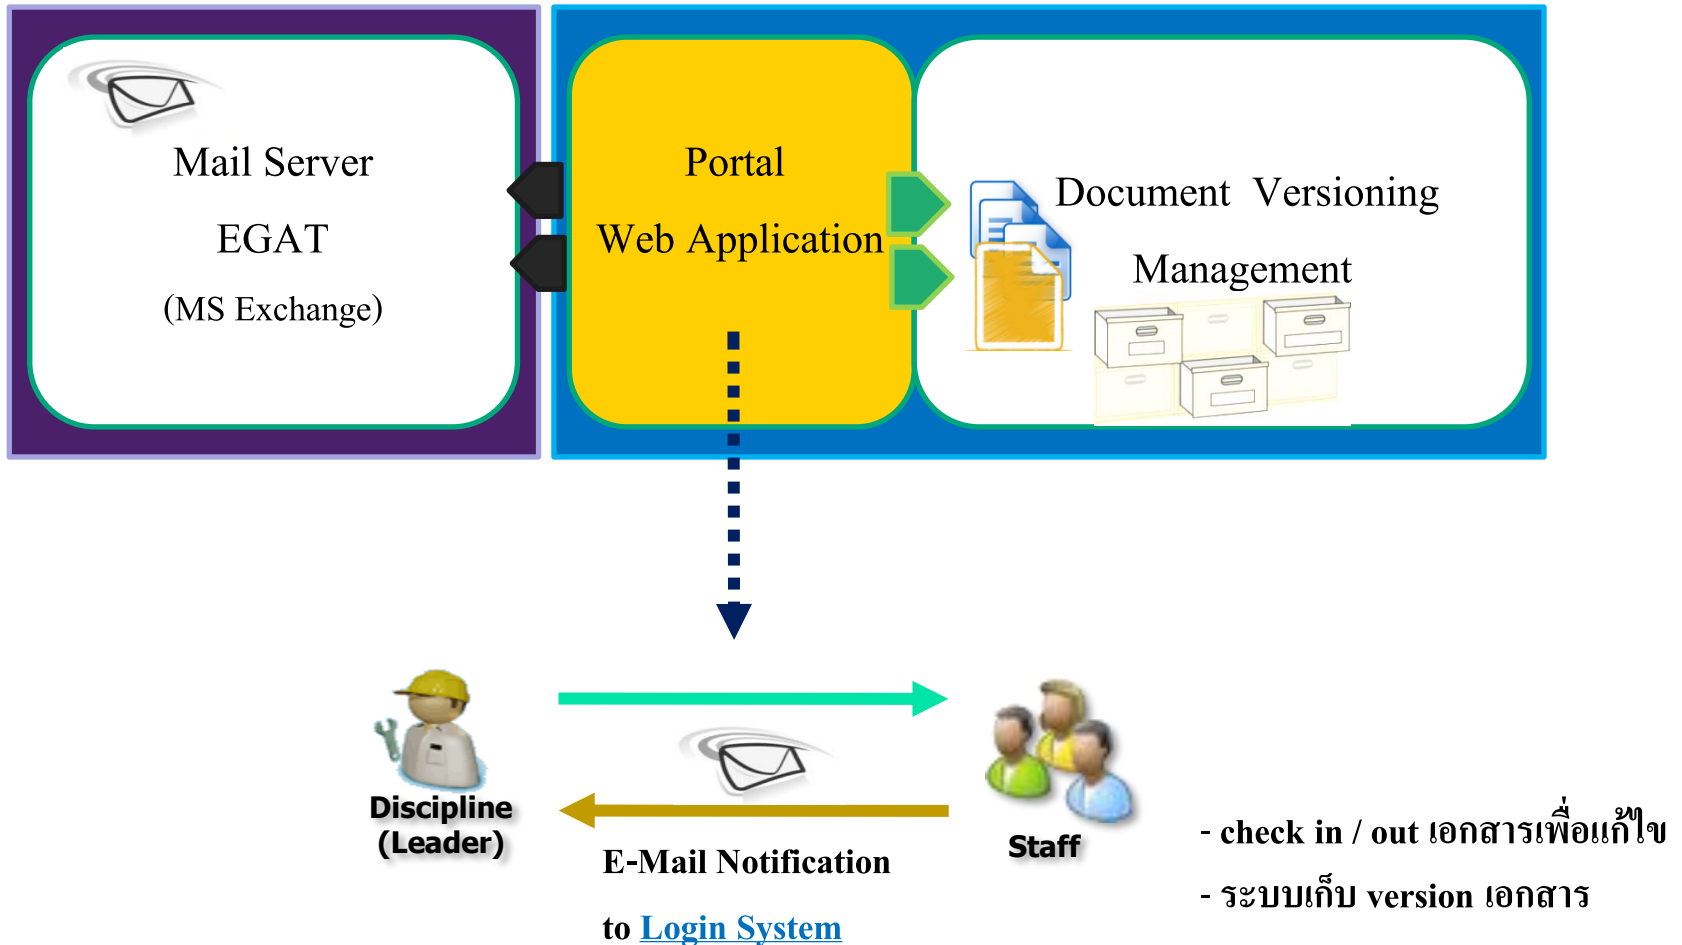 Mail Server
EGAT
(MS Exchange)
Portal
Web Application
Document Versioning
Management
Discipline
(Leader)
E-Mail Notification
to Login System
Staff
- check in / out เอกสารเพื่อแก้ไข
- ระบบเก็บ version เอกสาร